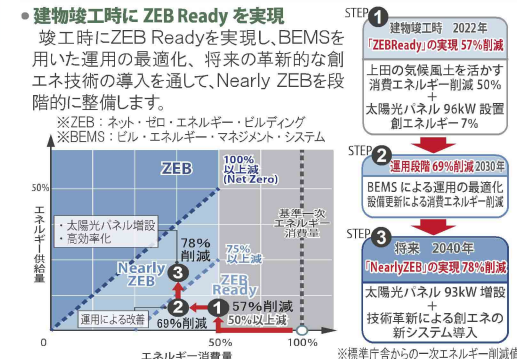 ●建物竣工時に ZEB Ready を実現
竣工時にZEB Readyを実現し、BEMSを
用いた運用の最適化、将来の革新的な創
エネ技術の導入を通して、Nearly ZEBを段
階的に整備します。
※ZEB：ネット・ゼロ・エネルギー・ビルディング
※BEMS：ビル・エネルギー・マネジメント・システム
ZEB
100%
以上減
(Net Zero)
50%
エネルギー供給量
・太陽光パネル増設
・高効率化
基準一次
エネルギー
消費量
78%
削減
75%
以上減
Nearly
ZEB
3
ZEB
Ready
2
1
57%削減
運用による改善
69%削減
50%以上減
0
50%
100%
エネルギー消費量
STEP
1
建物竣工時 2022年
「ZEBReady」の実現 57%削減
上田の気候風土を活かす
消費エネルギー削減 50%
＋
太陽光パネル 96kW 設置
創エネルギー 7%
STEP
2
運用段階 69%削減 2030年
BEMS による運用の最適化
設備更新による消費エネルギー削減
STEP
3
将来 2040年
「NearlyZEB」の実現 78%削減
太陽光パネル 93kW 増設
＋
技術革新による創エネの
新システム導入
※標準庁舎からの一次エネルギー削減値